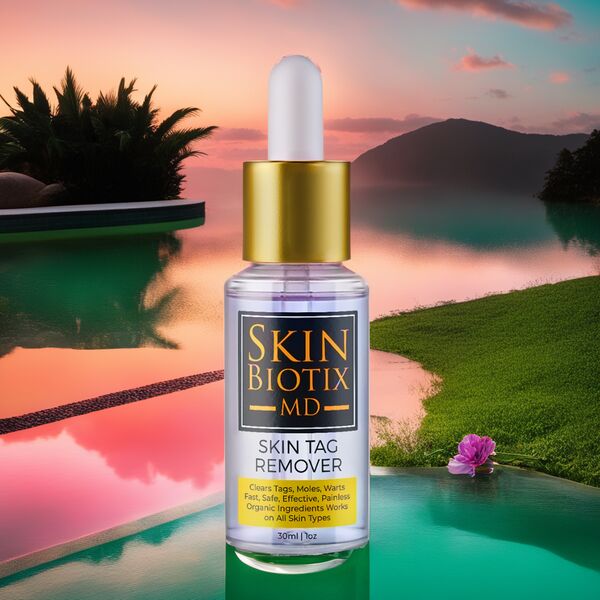 SKIN
BIOTIX
MD
SKIN TAG
REMOVER
Clears Tags, Moles, Warts
Fast, Safe, Effective, Painless
Organic Ingredients Works
on All Skin Types
30ml | 1oz